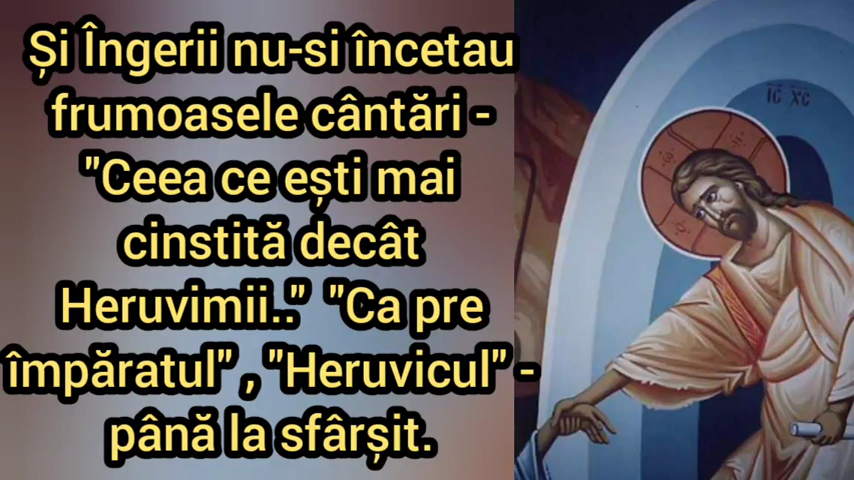 Și Îngerii nu-si încetau
frumoasele cântări -
"Ceea ce ești mai
cinstită decât
Heruvimii.." "Ca pre
împăratul" , "Heruvicul" -
până la sfârșit.
IC XC